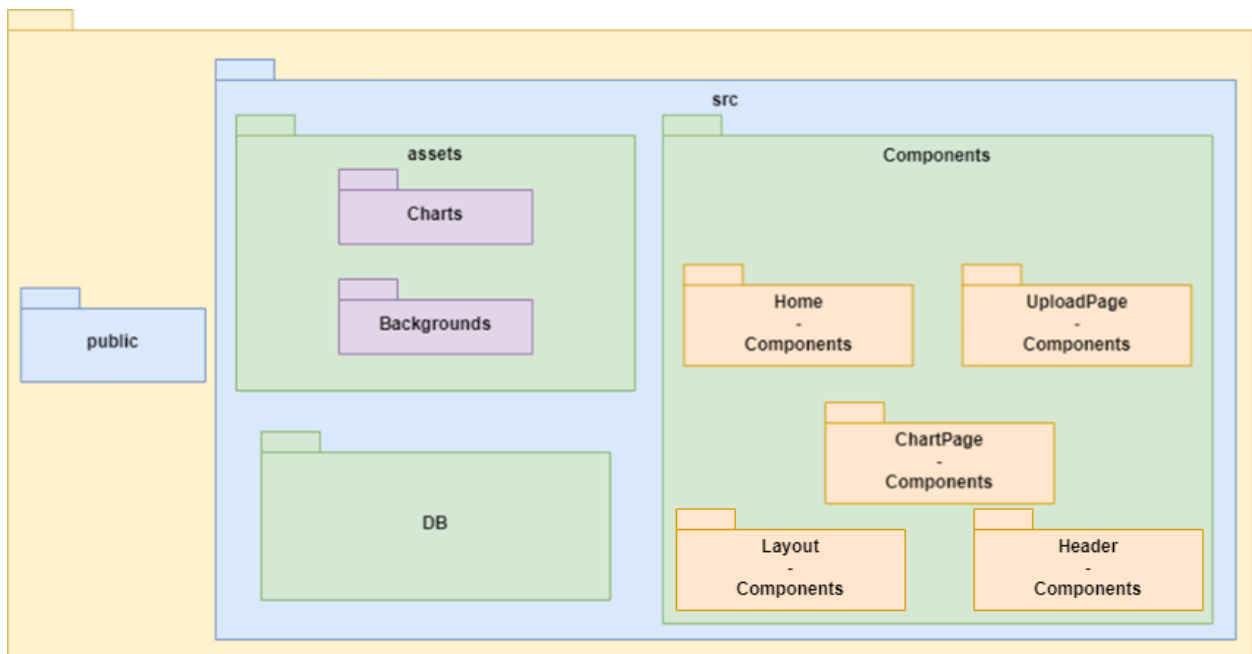 src
assets
Components
Charts
Backgrounds
public
Home
-
Components
UploadPage
-
Components
ChartPage
-
Components
DB
Layout
-
Components
Header
-
Components